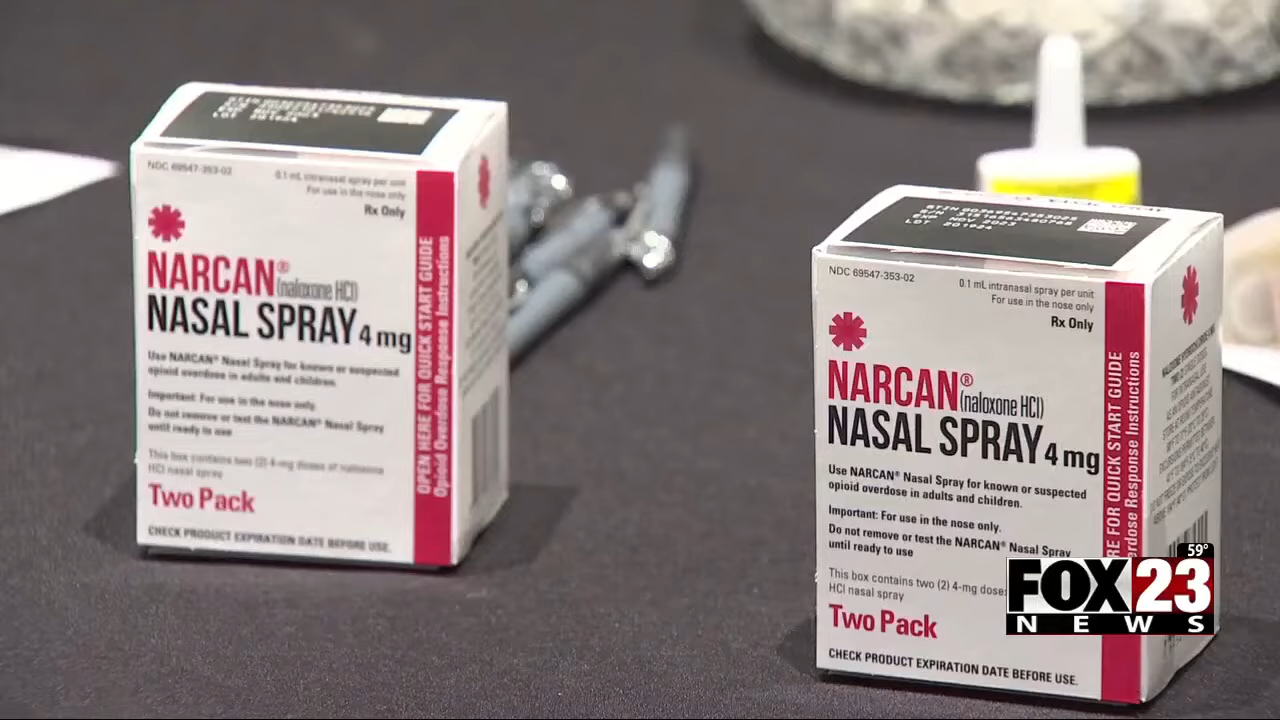 NDC 69547-353-02
0.1 mL intranasal spray per unit
For use in the nose only
Rx Only
NARCAN®
(naloxone HCl)
NASAL SPRAY 4 mg
Use NARCAN® Nasal Spray for known or suspected
opioid overdose in adults and children.
Important: For use in the nose only.
Do not remove or test the NARCAN® Nasal Spray
until ready to use
This box contains two (2) 4-mg doses of naloxone
HCl nasal spray
Two Pack
CHECK PRODUCT EXPIRATION DATE BEFORE USE.
OPEN HERE FOR QUICK START GUIDE
Opioid Overdose Response Instructions
EXP NOV 2023
LOT 201924
NDC 69547-353-02
0.1 mL intranasal spray per unit
For use in the nose only
Rx Only
NARCAN®
(naloxone HCl)
NASAL SPRAY 4 mg
Use NARCAN® Nasal Spray for known or suspected
opioid overdose in adults and children.
Important: For use in the nose only.
Do not remove or test the NARCAN® Nasal Spray
until ready to use
This box contains two (2) 4-mg dose
HCl nasal spray
Two Pack
CHECK PRODUCT EXPIRATION DATE BEFORE USE.
RE FOR QUICK START GUIDE
erdose Response Instructions
59°
FOX 23
NEWS